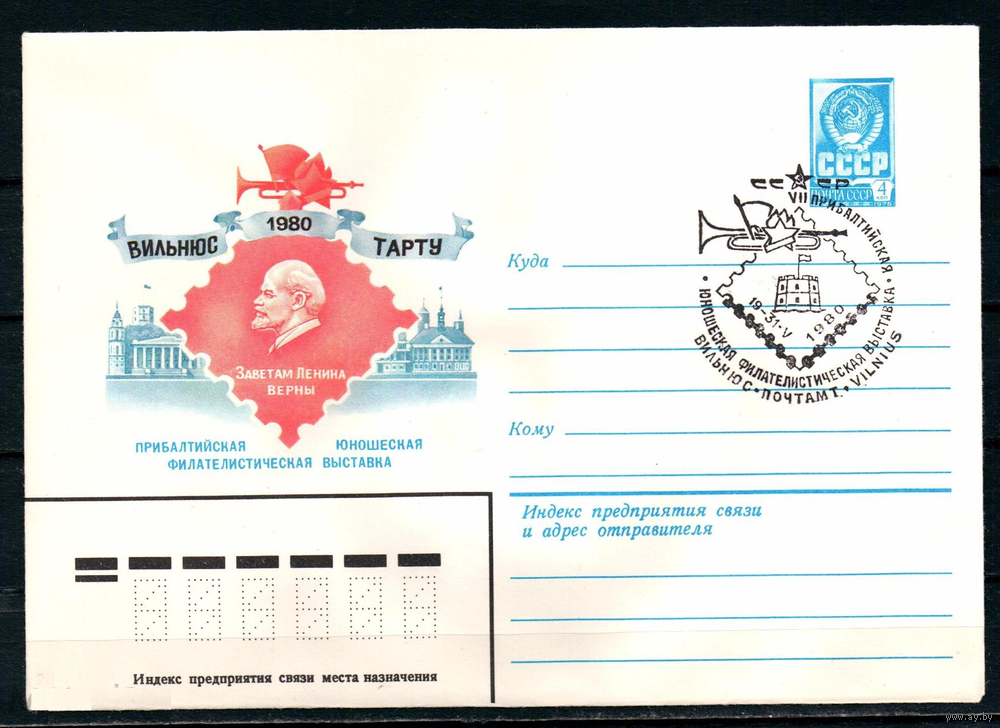 СССР
ПОЧТА СССР 4
КОП
1976
СССР
VII ПРИБАЛТИЙСКАЯ
ЮНОШЕСКАЯ ФИЛАТЕЛИСТИЧЕСКАЯ ВЫСТАВКА
19-31·V 1980
ВИЛЬНЮС · ПОЧТАМТ · VILNIUS
1980
ВИЛЬНЮС ТАРТУ
ЗАВЕТАМ ЛЕНИНА
ВЕРНЫ
ПРИБАЛТИЙСКАЯ ЮНОШЕСКАЯ
ФИЛАТЕЛИСТИЧЕСКАЯ ВЫСТАВКА
Куда
Кому
Индекс предприятия связи
и адрес отправителя
Индекс предприятия связи места назначения
www.ay.by